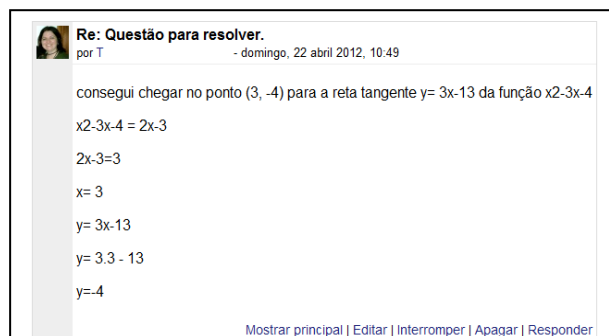 Re: Questão para resolver.
por T - domingo, 22 abril 2012, 10:49
consegui chegar no ponto (3, -4) para a reta tangente y= 3x-13 da função x2-3x-4
x2-3x-4 = 2x-3
2x-3=3
x= 3
y= 3x-13
y= 3.3 - 13
y=-4
Mostrar principal | Editar | Interromper | Apagar | Responder